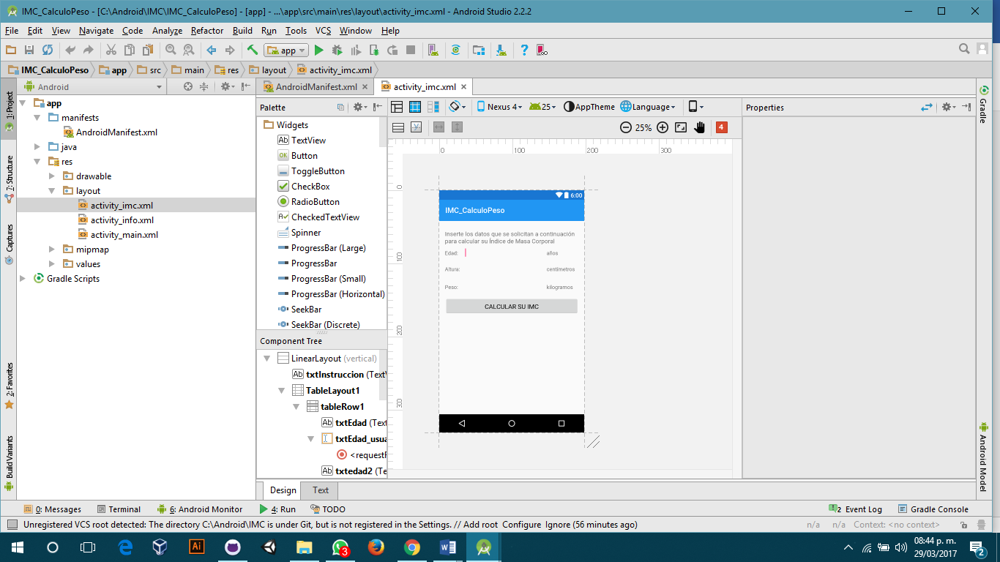 IMC_CalculoPeso - [C:\Android\IMC\IMC_CalculoPeso] - [app] - ...\app\src\main\res\layout\activity_imc.xml - Android Studio 2.2.2
File Edit View Navigate Code Analyze Refactor Build Run Tools VCS Window Help
app
IMC_CalculoPeso app src main res layout activity_imc.xml
Android
AndroidManifest.xml activity_imc.xml
1: Project
7: Structure
Captures
2: Favorites
Build Variants
app
manifests
AndroidManifest.xml
java
res
drawable
layout
activity_imc.xml
activity_info.xml
activity_main.xml
mipmap
values
Gradle Scripts
Palette
Widgets
Ab TextView
OK Button
ToggleButton
CheckBox
RadioButton
A CheckedTextView
Spinner
ProgressBar (Large)
ProgressBar
ProgressBar (Small)
ProgressBar (Horizontal)
SeekBar
SeekBar (Discrete)
Component Tree
LinearLayout (vertical)
Ab txtInstruccion (Text
TableLayout1
tableRow1
Ab txtEdad (Text
txtEdad_usua
<requestF
Ab txtedad2 (Te
Nexus 4 25 AppTheme Language
25% 4
0 100 200 300
0
100
200
300
6:00
IMC_CalculoPeso
Inserte los datos que se solicitan a continuación
para calcular su Índice de Masa Corporal
Edad: años
Altura: centímetros
Peso: kilogramos
CALCULAR SU IMC
Properties
Gradle
Android Model
Design Text
0: Messages Terminal 6: Android Monitor 4: Run TODO 2 Event Log Gradle Console
Unregistered VCS root detected: The directory C:\Android\IMC is under Git, but is not registered in the Settings. // Add root Configure Ignore (56 minutes ago) n/a n/a Context: <no context>
Ai
3
08:44 p. m.
29/03/2017
2